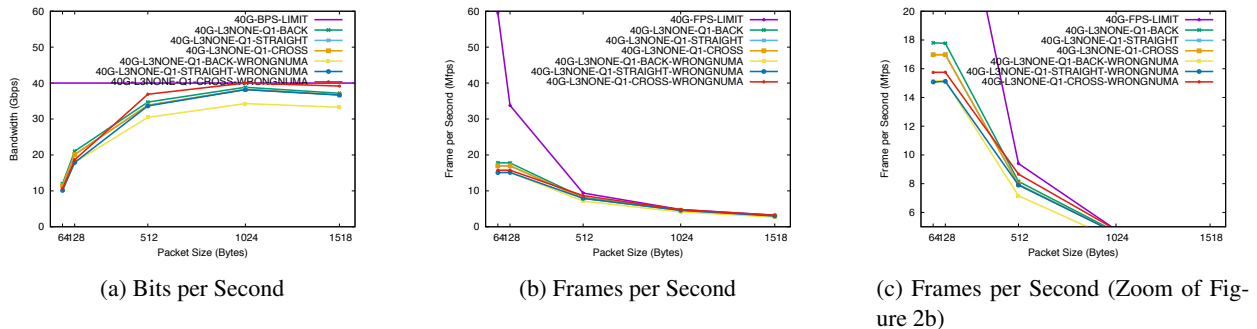 60
50
40
30
20
10
0
64128
512
1024
1518
Bandwidth (Gbps)
Packet Size (Bytes)
40G-BPS-LIMIT
40G-L3NONE-Q1-BACK
40G-L3NONE-Q1-STRAIGHT
40G-L3NONE-Q1-CROSS
40G-L3NONE-Q1-BACK-WRONGNUMA
40G-L3NONE-Q1-STRAIGHT-WRONGNUMA
40G-L3NONE-Q1-CROSS-WRONGNUMA
(a) Bits per Second
60
50
40
30
20
10
0
64128
512
1024
1518
Frame per Second (Mfps)
Packet Size (Bytes)
40G-FPS-LIMIT
40G-L3NONE-Q1-BACK
40G-L3NONE-Q1-STRAIGHT
40G-L3NONE-Q1-CROSS
40G-L3NONE-Q1-BACK-WRONGNUMA
40G-L3NONE-Q1-STRAIGHT-WRONGNUMA
40G-L3NONE-Q1-CROSS-WRONGNUMA
(b) Frames per Second
20
18
16
14
12
10
8
6
64128
512
1024
1518
Frame per Second (Mfps)
Packet Size (Bytes)
40G-FPS-LIMIT
40G-L3NONE-Q1-BACK
40G-L3NONE-Q1-STRAIGHT
40G-L3NONE-Q1-CROSS
40G-L3NONE-Q1-BACK-WRONGNUMA
40G-L3NONE-Q1-STRAIGHT-WRONGNUMA
40G-L3NONE-Q1-CROSS-WRONGNUMA
(c) Frames per Second (Zoom of Fig-
ure 2b)